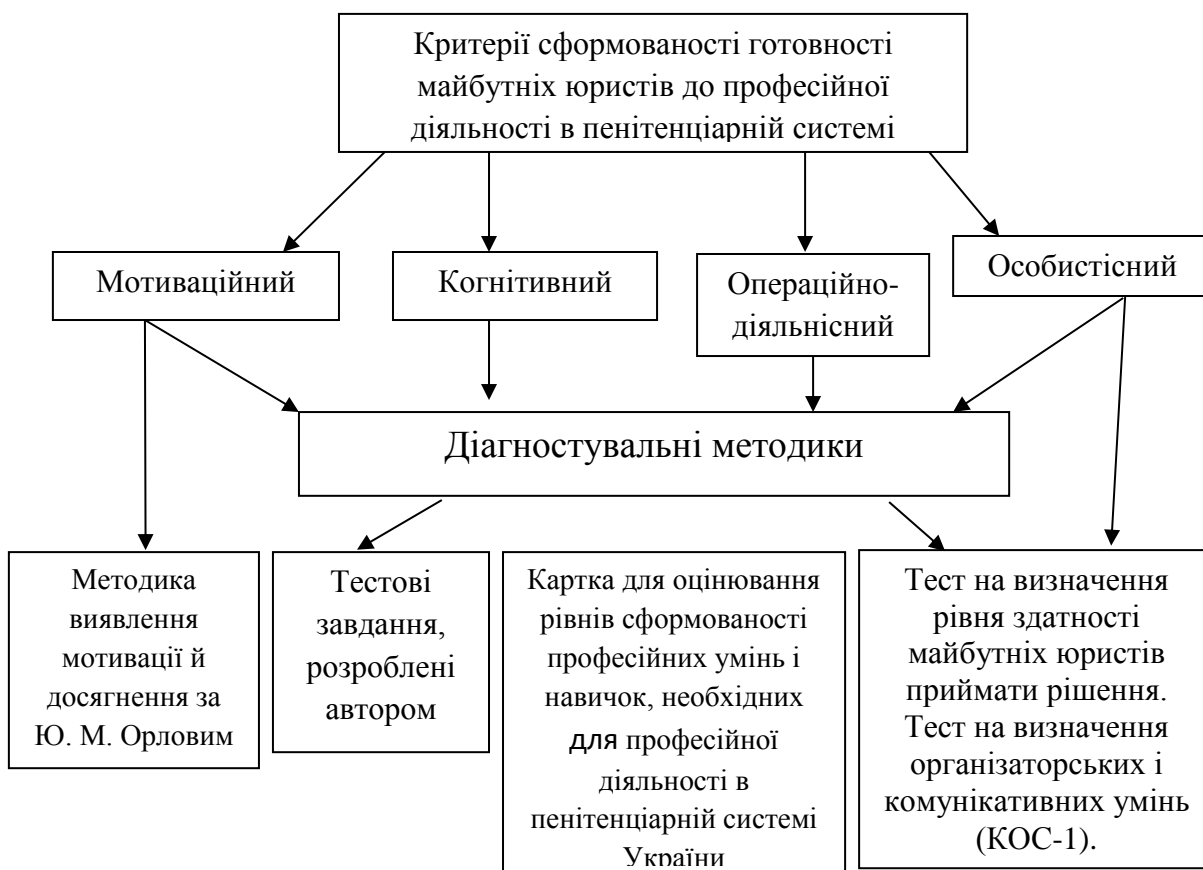 Критерії сформованості готовності
майбутніх юристів до професійної
діяльності в пенітенціарній системі
Мотиваційний
Когнітивний
Операційно-
діяльнісний
Особистісний
Діагностувальні методики
Методика
виявлення
мотивації й
досягнення за
Ю. М. Орловим
Тестові
завдання,
розроблені
автором
Картка для оцінювання
рівнів сформованості
професійних умінь і
навичок, необхідних
для професійної
діяльності в
пенітенціарній системі
України
Тест на визначення
рівня здатності
майбутніх юристів
приймати рішення.
Тест на визначення
організаторських і
комунікативних умінь
(КОС-1).